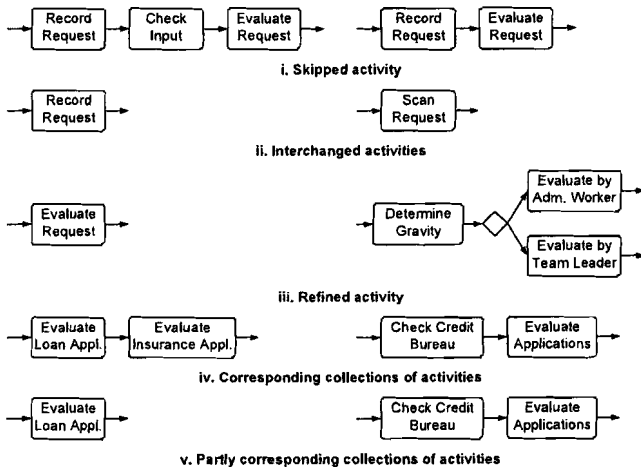 Record Request
Check Input
Evaluate Request
Record Request
Evaluate Request
i. Skipped activity
Record Request
Scan Request
ii. Interchanged activities
Evaluate Request
Determine Gravity
Evaluate by Adm. Worker
Evaluate by Team Leader
iii. Refined activity
Evaluate Loan Appl.
Evaluate Insurance Appl.
Check Credit Bureau
Evaluate Applications
iv. Corresponding collections of activities
Evaluate Loan Appl.
Check Credit Bureau
Evaluate Applications
v. Partly corresponding collections of activities